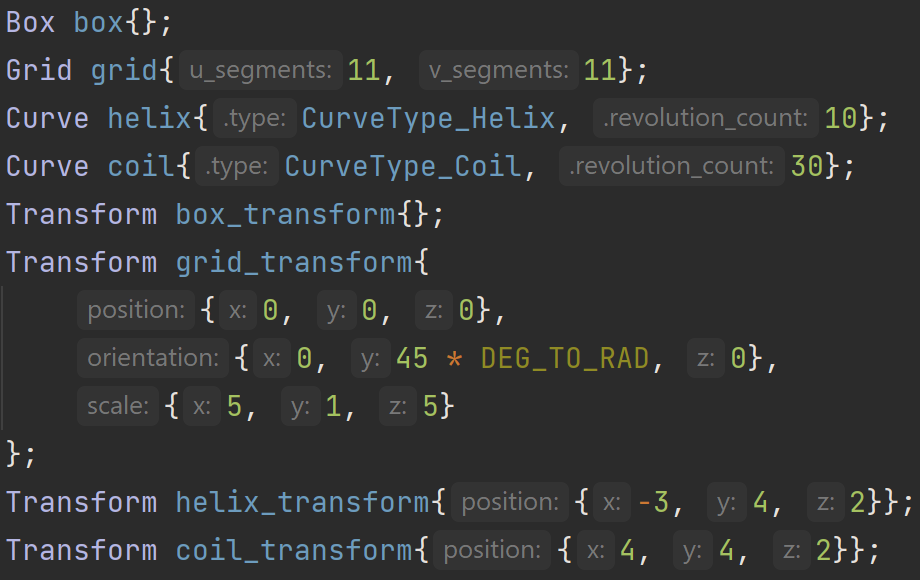 Box box{};
Grid grid{ u_segments: 11, v_segments: 11};
Curve helix{ .type: CurveType_Helix, .revolution_count: 10};
Curve coil{ .type: CurveType_Coil, .revolution_count: 30};
Transform box_transform{};
Transform grid_transform{
position: { x: 0, y: 0, z: 0},
orientation: { x: 0, y: 45 * DEG_TO_RAD, z: 0},
scale: { x: 5, y: 1, z: 5}
};
Transform helix_transform{ position: { x: -3, y: 4, z: 2}};
Transform coil_transform{ position: { x: 4, y: 4, z: 2}};